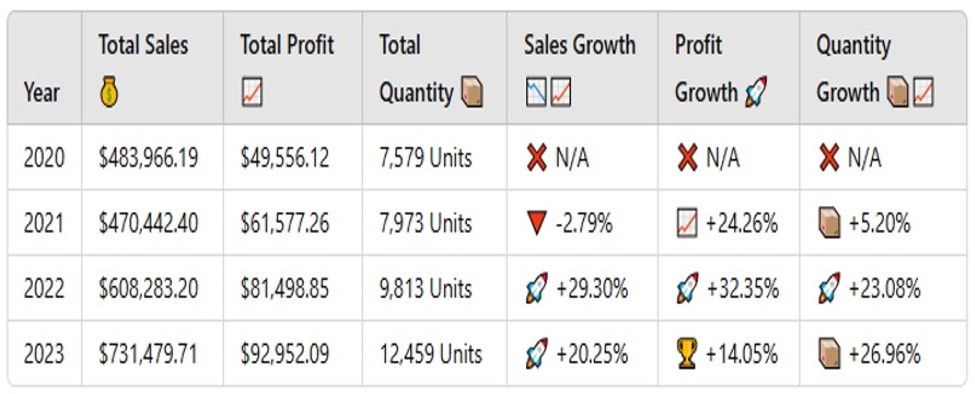 Year Total Sales 💰 Total Profit 📈 Total Quantity 📦 Sales Growth 📉📈 Profit Growth 🚀 Quantity Growth 📦📈
2020 $483,966.19 $49,556.12 7,579 Units ❌ N/A ❌ N/A ❌ N/A
2021 $470,442.40 $61,577.26 7,973 Units 🔻 -2.79% 📈 +24.26% 📦 +5.20%
2022 $608,283.20 $81,498.85 9,813 Units 🚀 +29.30% 🚀 +32.35% 🚀 +23.08%
2023 $731,479.71 $92,952.09 12,459 Units 🚀 +20.25% 🏆 +14.05% 📦 +26.96%